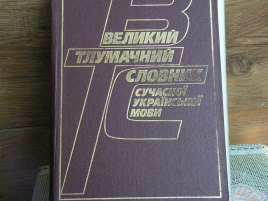 ВЕЛИКИЙ
ТЛУМАЧНИЙ
СЛОВНИК
СУЧАСНОЇ
УКРАЇНСЬКОЇ
МОВИ